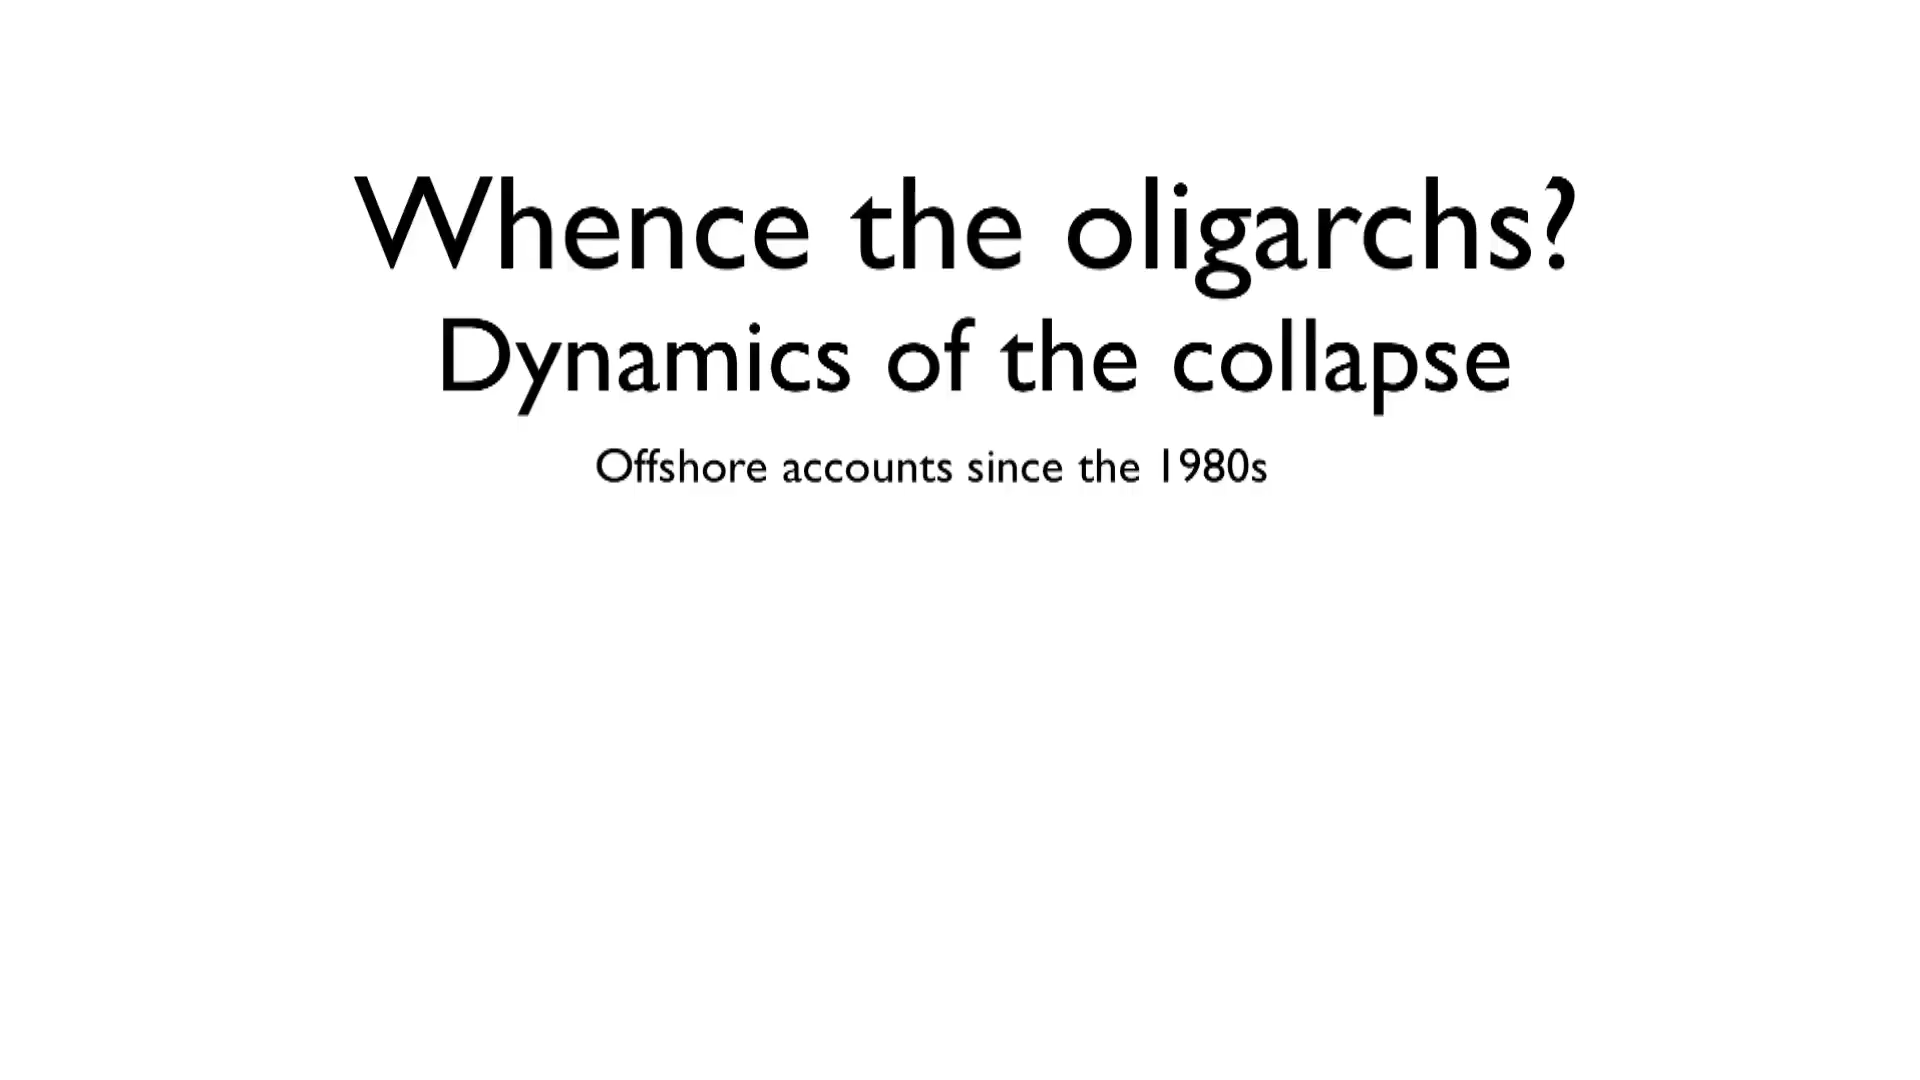 Whence the oligarchs?
Dynamics of the collapse
Offshore accounts since the 1980s